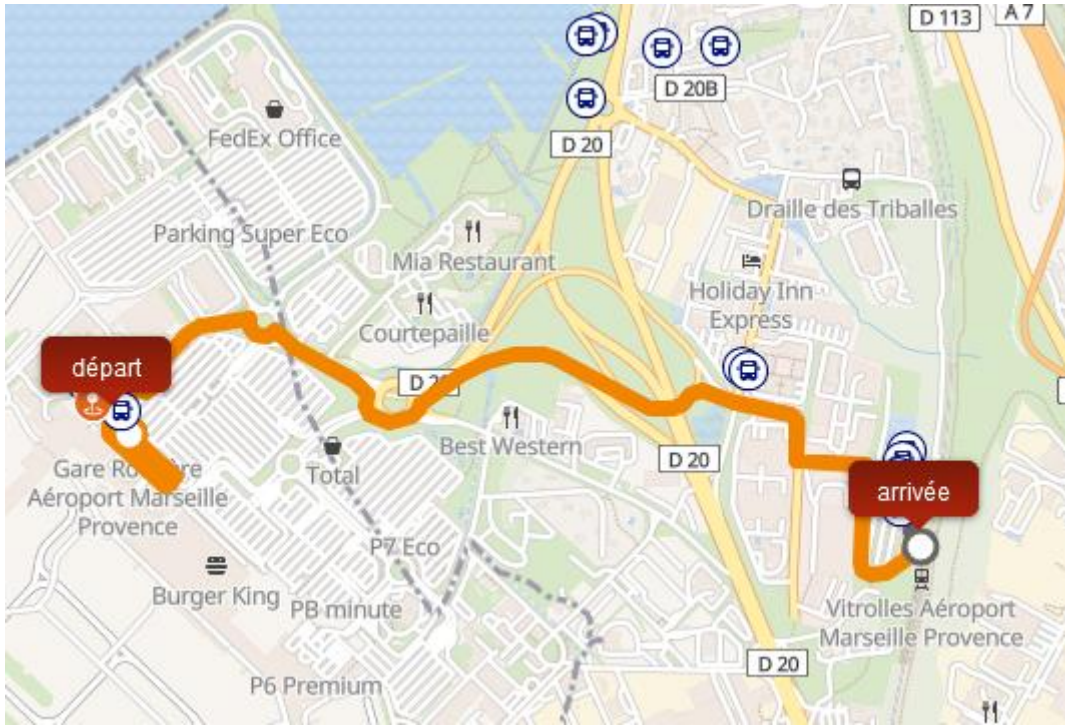 D 113
A 7
D 20B
FedEx Office
D 20
Draille des Triballes
Parking Super Eco
Mia Restaurant
Holiday Inn
Express
Courtepaille
départ
Best Western
Gare
Aéroport Marseille
Provence
Total
D 20
arrivée
P7 Eco
Burger King
PB minute
Vitrolles Aéroport
Marseille Provence
D 20
P6 Premium